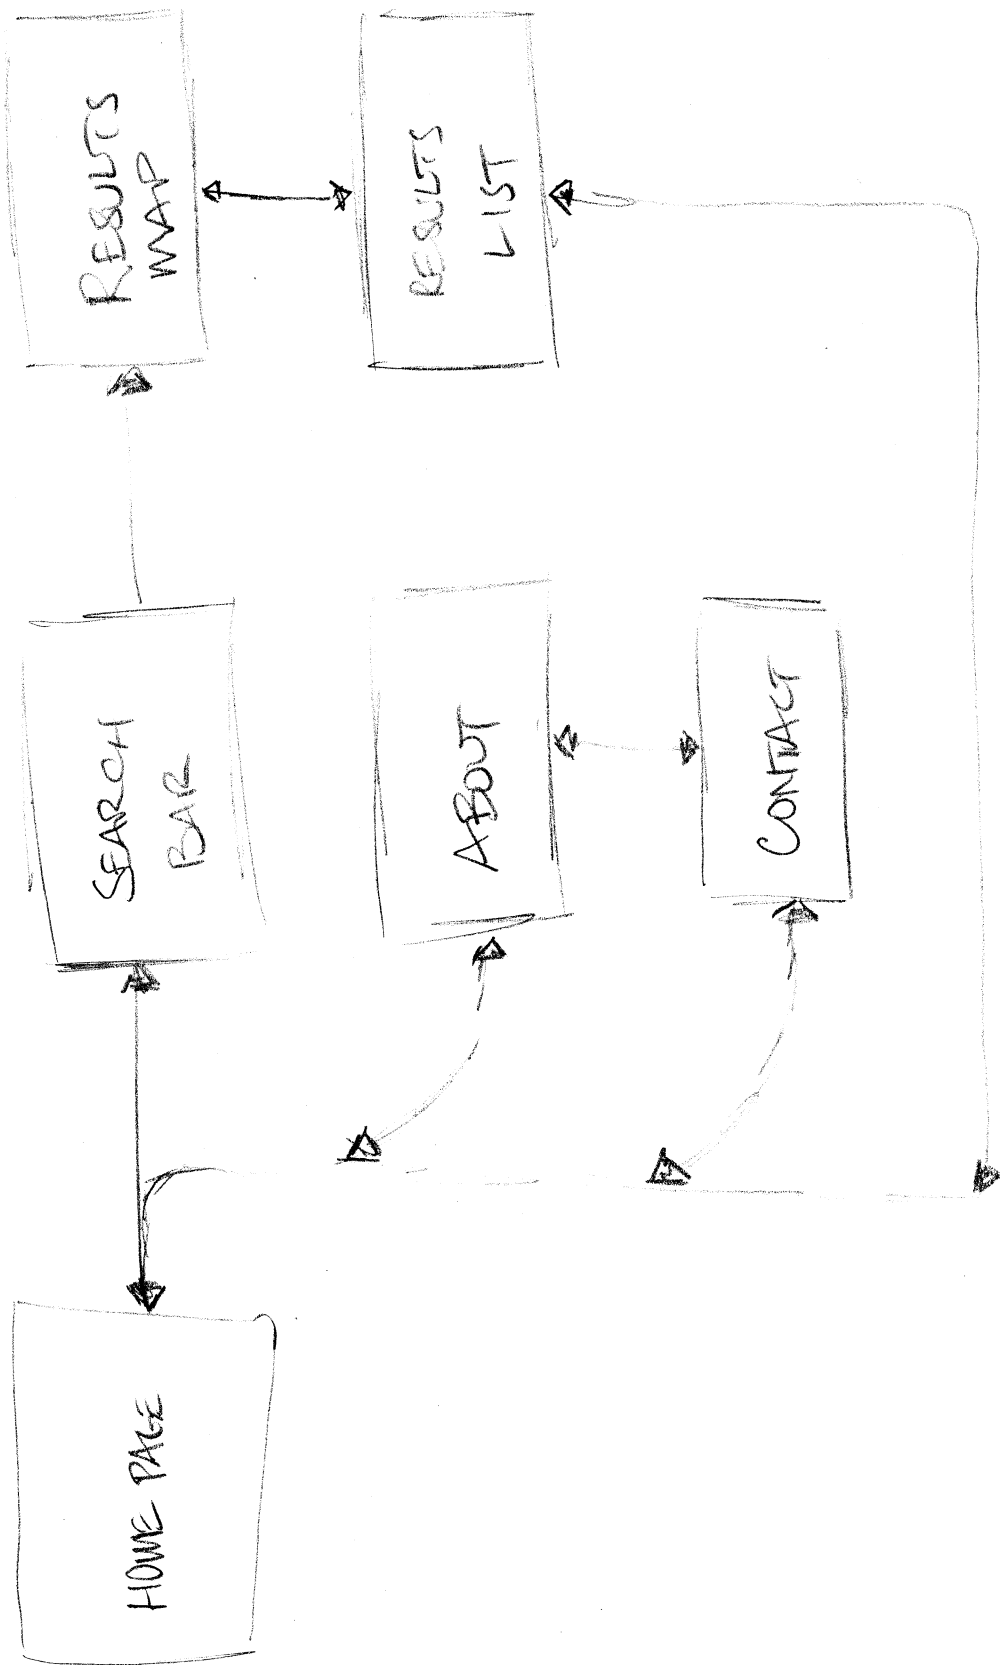 HOME PAGE
SEARCH
BAR
RESULTS
MAP
ABOUT
RESULTS
LIST
CONTACT